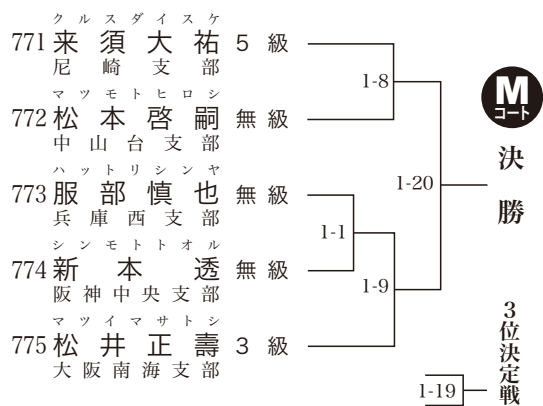 クルスダイスケ
771 来須大祐 5級
尼崎支部
1-8
マツモトヒロシ
772 松本啓嗣 無級
中山台支部
ハットリシンヤ
773 服部慎也 無級
兵庫西支部
1-1
シンモトトオル
774 新本透 無級
阪神中央支部
1-9
マツイマサトシ
775 松井正壽 3級
大阪南海支部
1-20
M
コート
決勝
3位決定戦
1-19